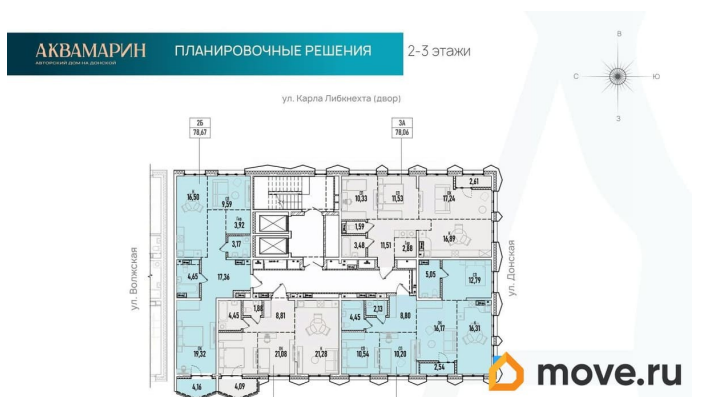 АКВАМАРИН
АВТОРСКИЙ ДОМ НА ДОНСКОЙ
ПЛАНИРОВОЧНЫЕ РЕШЕНИЯ
2-3 этажи
В
С
Ю
З
ул. Карла Либкнехта (двор)
2Б
78,67
3А
78,06
ул. Волжская
ул. Донская
16,50
9,59
3,92
3,17
4,65
17,36
19,32
4,16
10,33
11,53
17,24
2,61
1,59
3,48
11,51
2,88
16,89
5,05
12,79
4,45
1,88
8,81
21,08
21,28
4,09
4,45
2,13
8,80
10,54
10,20
16,17
16,31
2,54
move.ru